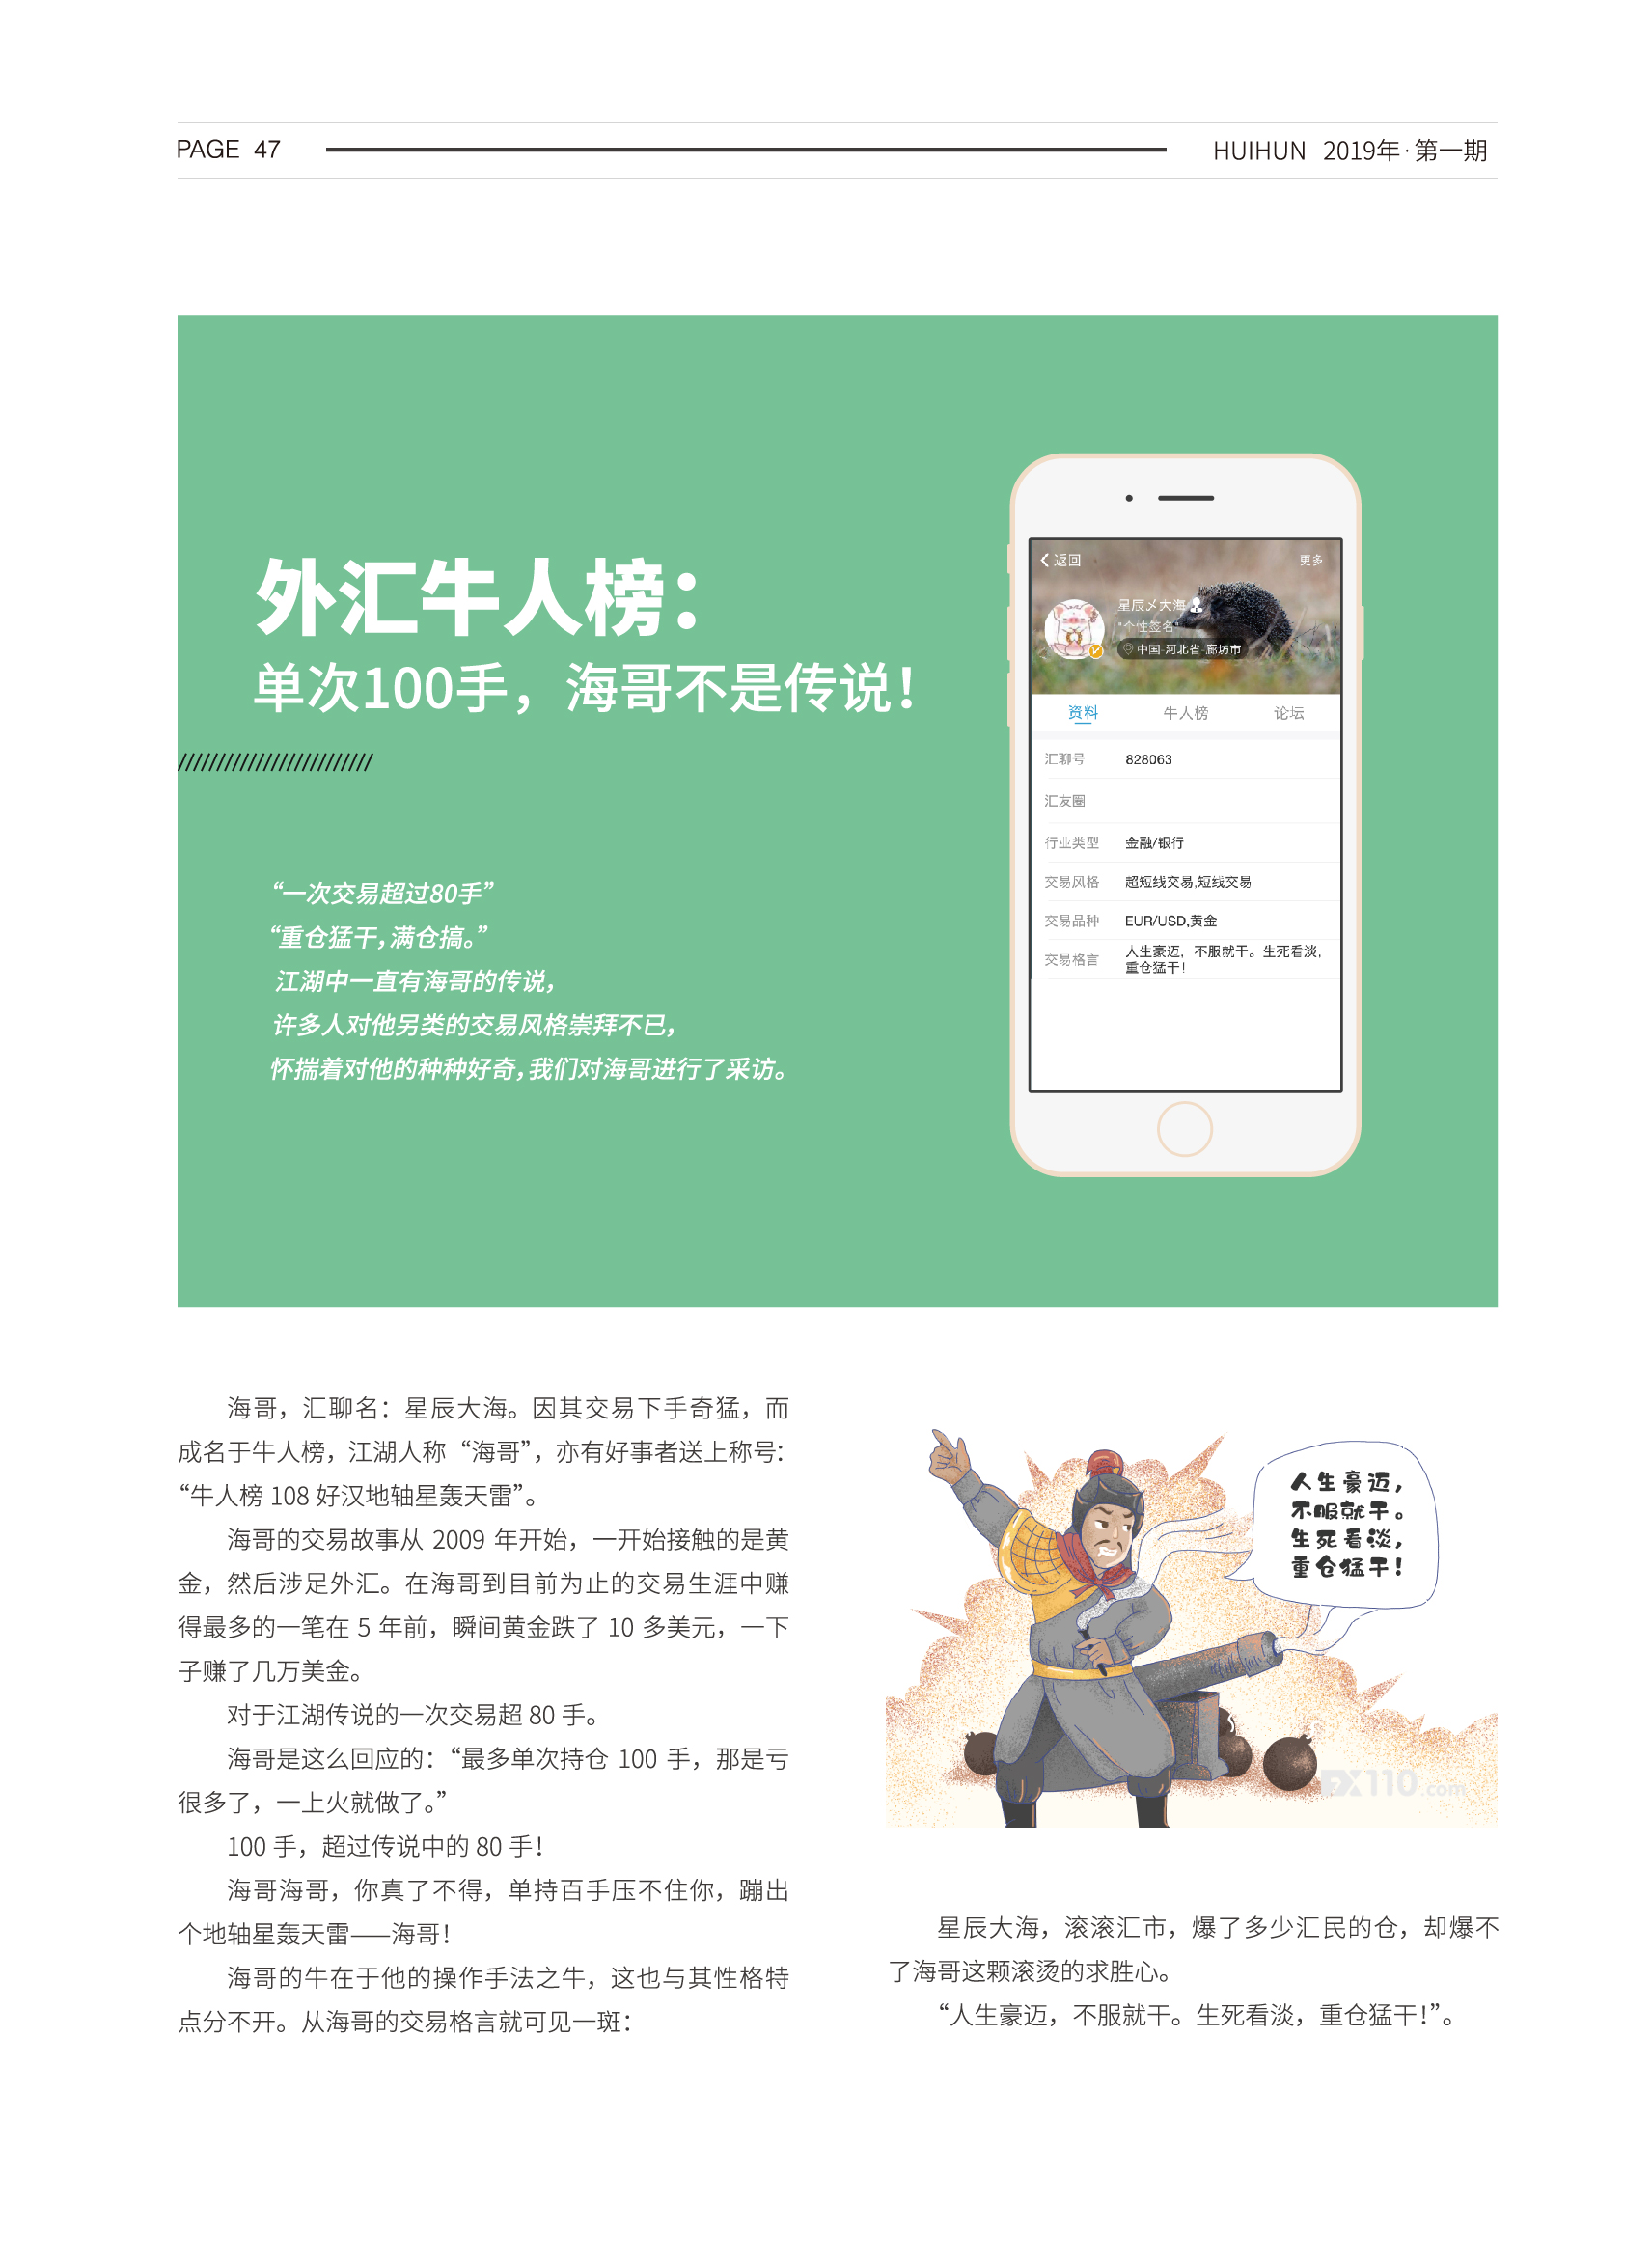 PAGE 47
HUIHUN 2019年·第一期
外汇牛人榜：
单次100手，海哥不是传说！
“一次交易超过80手”
“重仓猛干，满仓搞。”
江湖中一直有海哥的传说，
许多人对他另类的交易风格崇拜不已，
怀揣着对他的种种好奇，我们对海哥进行了采访。
返回
更多
星辰乄大海
"个性签名"
中国-河北省-廊坊市
资料 牛人榜 论坛
汇聊号 828063
汇友圈
行业类型 金融/银行
交易风格 超短线交易,短线交易
交易品种 EUR/USD,黄金
交易格言 人生豪迈，不服就干。生死看淡,
重仓猛干！
海哥，汇聊名：星辰大海。因其交易下手奇猛，而
成名于牛人榜，江湖人称“海哥”，亦有好事者送上称号：
“牛人榜 108 好汉地轴星轰天雷”。
海哥的交易故事从 2009 年开始，一开始接触的是黄
金，然后涉足外汇。在海哥到目前为止的交易生涯中赚
得最多的一笔在 5 年前，瞬间黄金跌了 10 多美元，一下
子赚了几万美金。
对于江湖传说的一次交易超 80 手。
海哥是这么回应的：“最多单次持仓 100 手，那是亏
很多了，一上火就做了。”
100 手，超过传说中的 80 手！
海哥海哥，你真了不得，单持百手压不住你，蹦出
个地轴星轰天雷——海哥！
海哥的牛在于他的操作手法之牛，这也与其性格特
点分不开。从海哥的交易格言就可见一斑：
人生豪迈，
不服就干。
生死看淡，
重仓猛干！
FX110.com
星辰大海，滚滚汇市，爆了多少汇民的仓，却爆不
了海哥这颗滚烫的求胜心。
“人生豪迈，不服就干。生死看淡，重仓猛干！”。